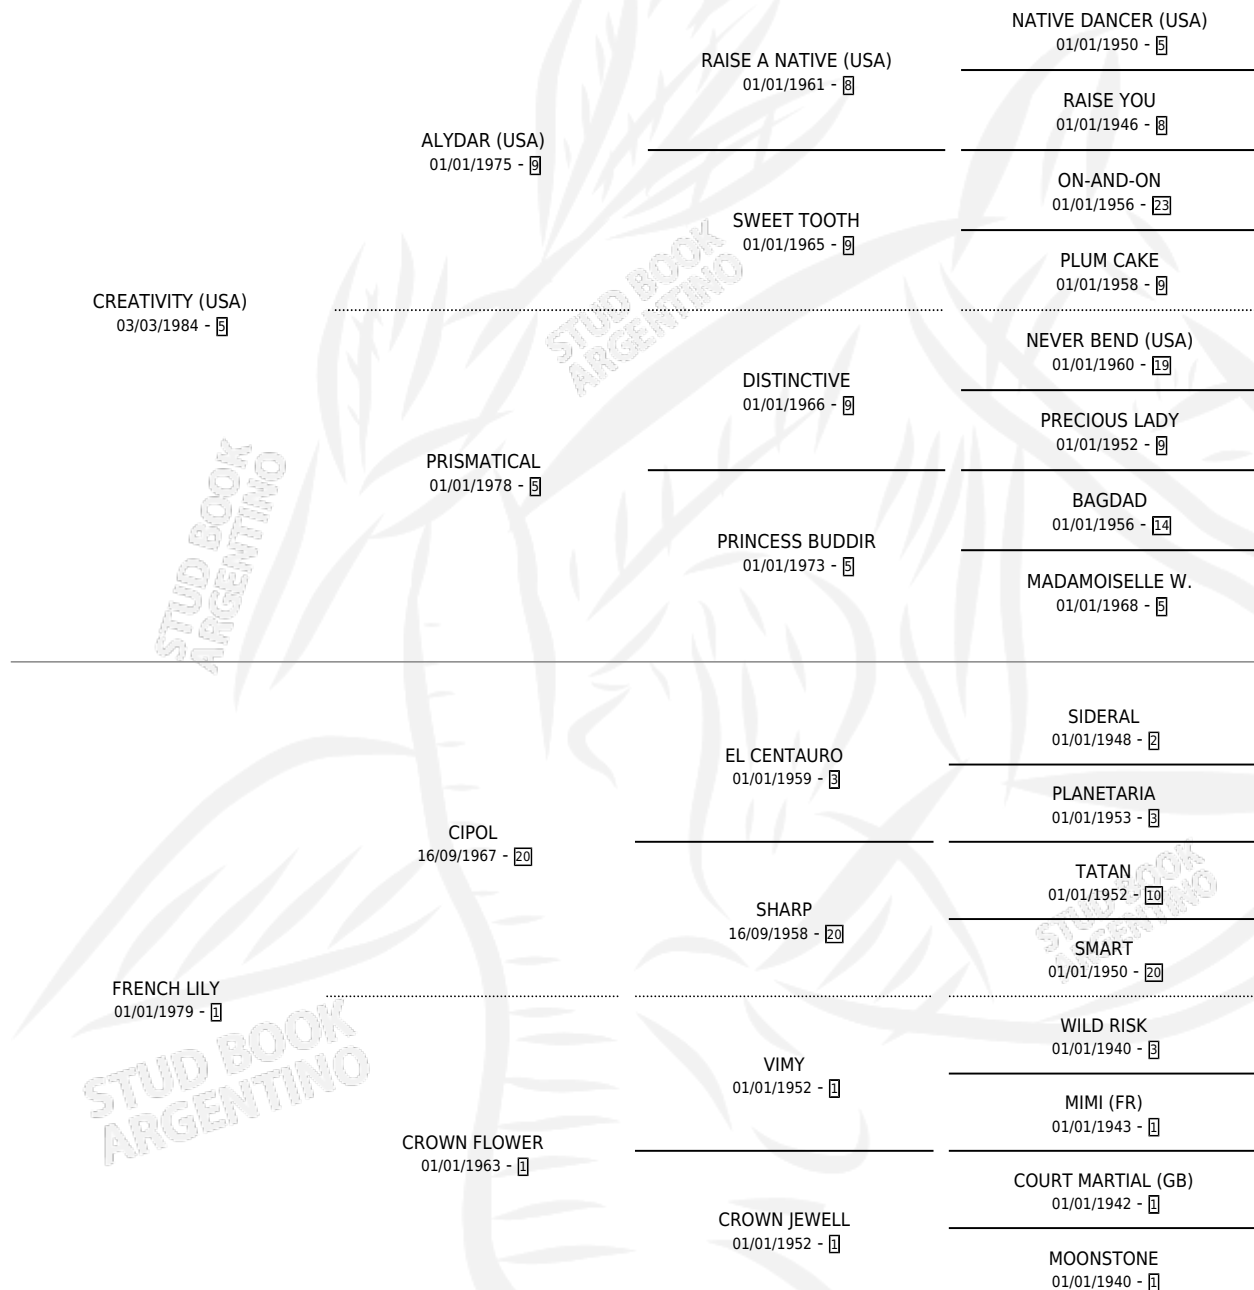 NATIVE DANCER (USA)
01/01/1950 - 5
RAISE A NATIVE (USA)
01/01/1961 - 8
RAISE YOU
01/01/1946 - 8
ALYDAR (USA)
01/01/1975 - 9
ON-AND-ON
01/01/1956 - 23
SWEET TOOTH
01/01/1965 - 9
PLUM CAKE
01/01/1958 - 9
CREATIVITY (USA)
03/03/1984 - 5
NEVER BEND (USA)
01/01/1960 - 19
DISTINCTIVE
01/01/1966 - 9
PRECIOUS LADY
01/01/1952 - 9
PRISMATICAL
01/01/1978 - 5
BAGDAD
01/01/1956 - 14
PRINCESS BUDDIR
01/01/1973 - 5
MADAMOISELLE W.
01/01/1968 - 5
SIDERAL
01/01/1948 - 2
EL CENTAURO
01/01/1959 - 3
PLANETARIA
01/01/1953 - 3
CIPOL
16/09/1967 - 20
TATAN
01/01/1952 - 10
SHARP
16/09/1958 - 20
SMART
01/01/1950 - 20
FRENCH LILY
01/01/1979 - 1
WILD RISK
01/01/1940 - 3
VIMY
01/01/1952 - 1
MIMI (FR)
01/01/1943 - 1
CROWN FLOWER
01/01/1963 - 1
COURT MARTIAL (GB)
01/01/1942 - 1
CROWN JEWELL
01/01/1952 - 1
MOONSTONE
01/01/1940 - 1
STUD BOOK
ARGENTINO
STUD BOOK
ARGENTINO
STUD BOOK
ARGENTINO
STUD BOOK
ARGENTINO